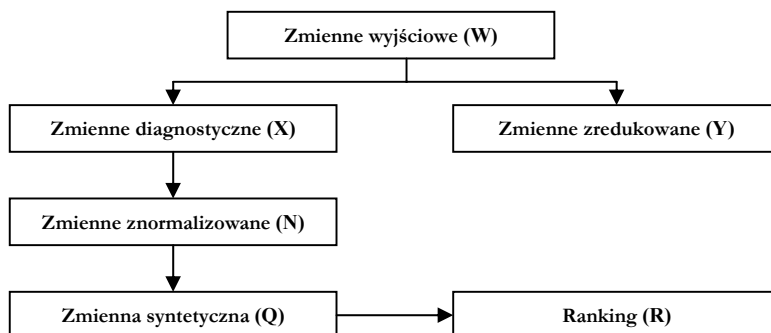 Zmienne wyjściowe (W)
Zmienne diagnostyczne (X)
Zmienne zredukowane (Y)
Zmienne znormalizowane (N)
Zmienna syntetyczna (Q)
Ranking (R)